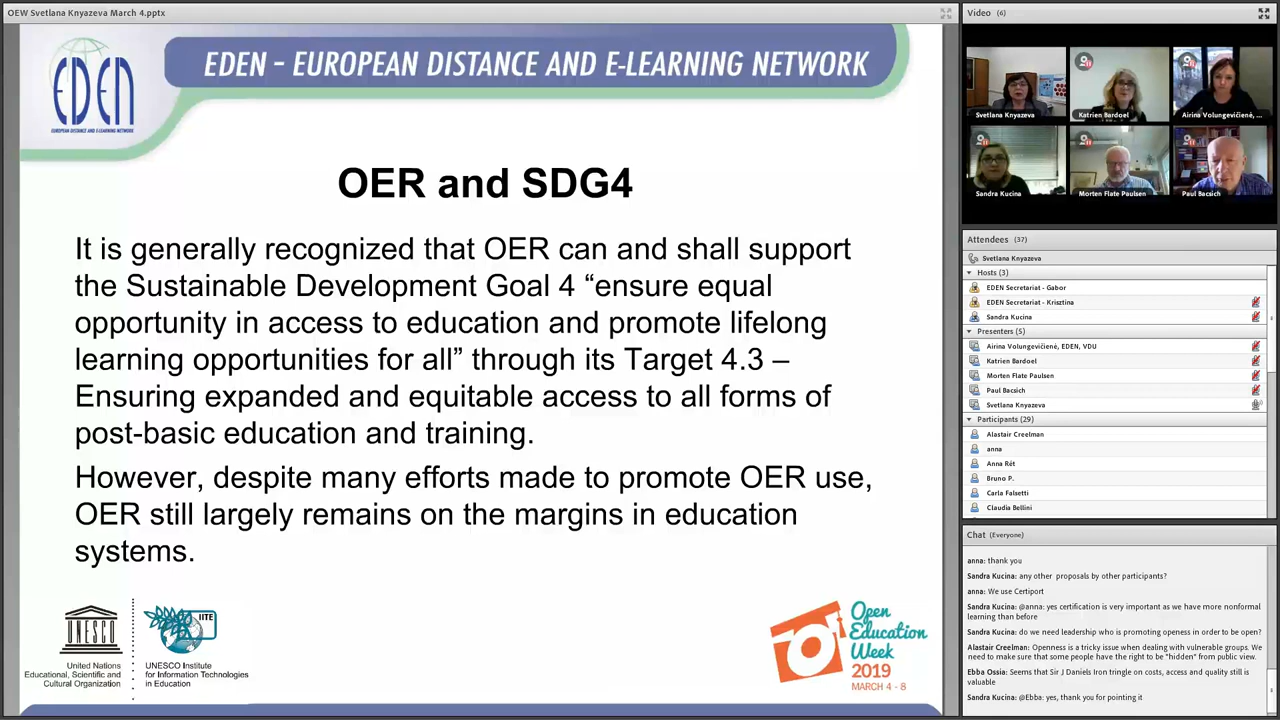 OEW Svetlana Knyazeva March 4.pptx
EDEN
EUROPEAN DISTANCE AND E-LEARNING NETWORK
EDEN – EUROPEAN DISTANCE AND E-LEARNING NETWORK
OER and SDG4
It is generally recognized that OER can and shall support
the Sustainable Development Goal 4 “ensure equal
opportunity in access to education and promote lifelong
learning opportunities for all” through its Target 4.3 –
Ensuring expanded and equitable access to all forms of
post-basic education and training.
However, despite many efforts made to promote OER use,
OER still largely remains on the margins in education
systems.
UNESCO
United Nations
Educational, Scientific and
Cultural Organization
IITE
UNESCO Institute
for Information Technologies
in Education
Open
Education
Week
2019
MARCH 4 - 8
Video (6)
Svetlana Knyazeva
Katrien Bardoel
Airina Volungevičienė, ...
Sandra Kucina
Morten Flate Paulsen
Paul Bacsich
Attendees (37)
Svetlana Knyazeva
Hosts (3)
EDEN Secretariat - Gabor
EDEN Secretariat - Krisztina
Sandra Kucina
Presenters (5)
Airina Volungevičienė, EDEN, VDU
Katrien Bardoel
Morten Flate Paulsen
Paul Bacsich
Svetlana Knyazeva
Participants (29)
Alastair Creelman
anna
Anna Rét
Bruno P.
Carla Falsetti
Claudia Bellini
Chat (Everyone)
anna: thank you
Sandra Kucina: any other proposals by other participants?
anna: We use Certiport
Sandra Kucina: @anna: yes certification is very important as we have more nonformal
learning than before
Sandra Kucina: do we need leadership who is promoting openess in order to be open?
Alastair Creelman: Openness is a tricky issue when dealing with vulnerable groups. We
need to make sure that some people have the right to be "hidden" from public view.
Ebba Ossia: Seems that Sir J Daniels Iron tringle on costs, access and quality still is
valuable
Sandra Kucina: @Ebba: yes, thank you for pointing it